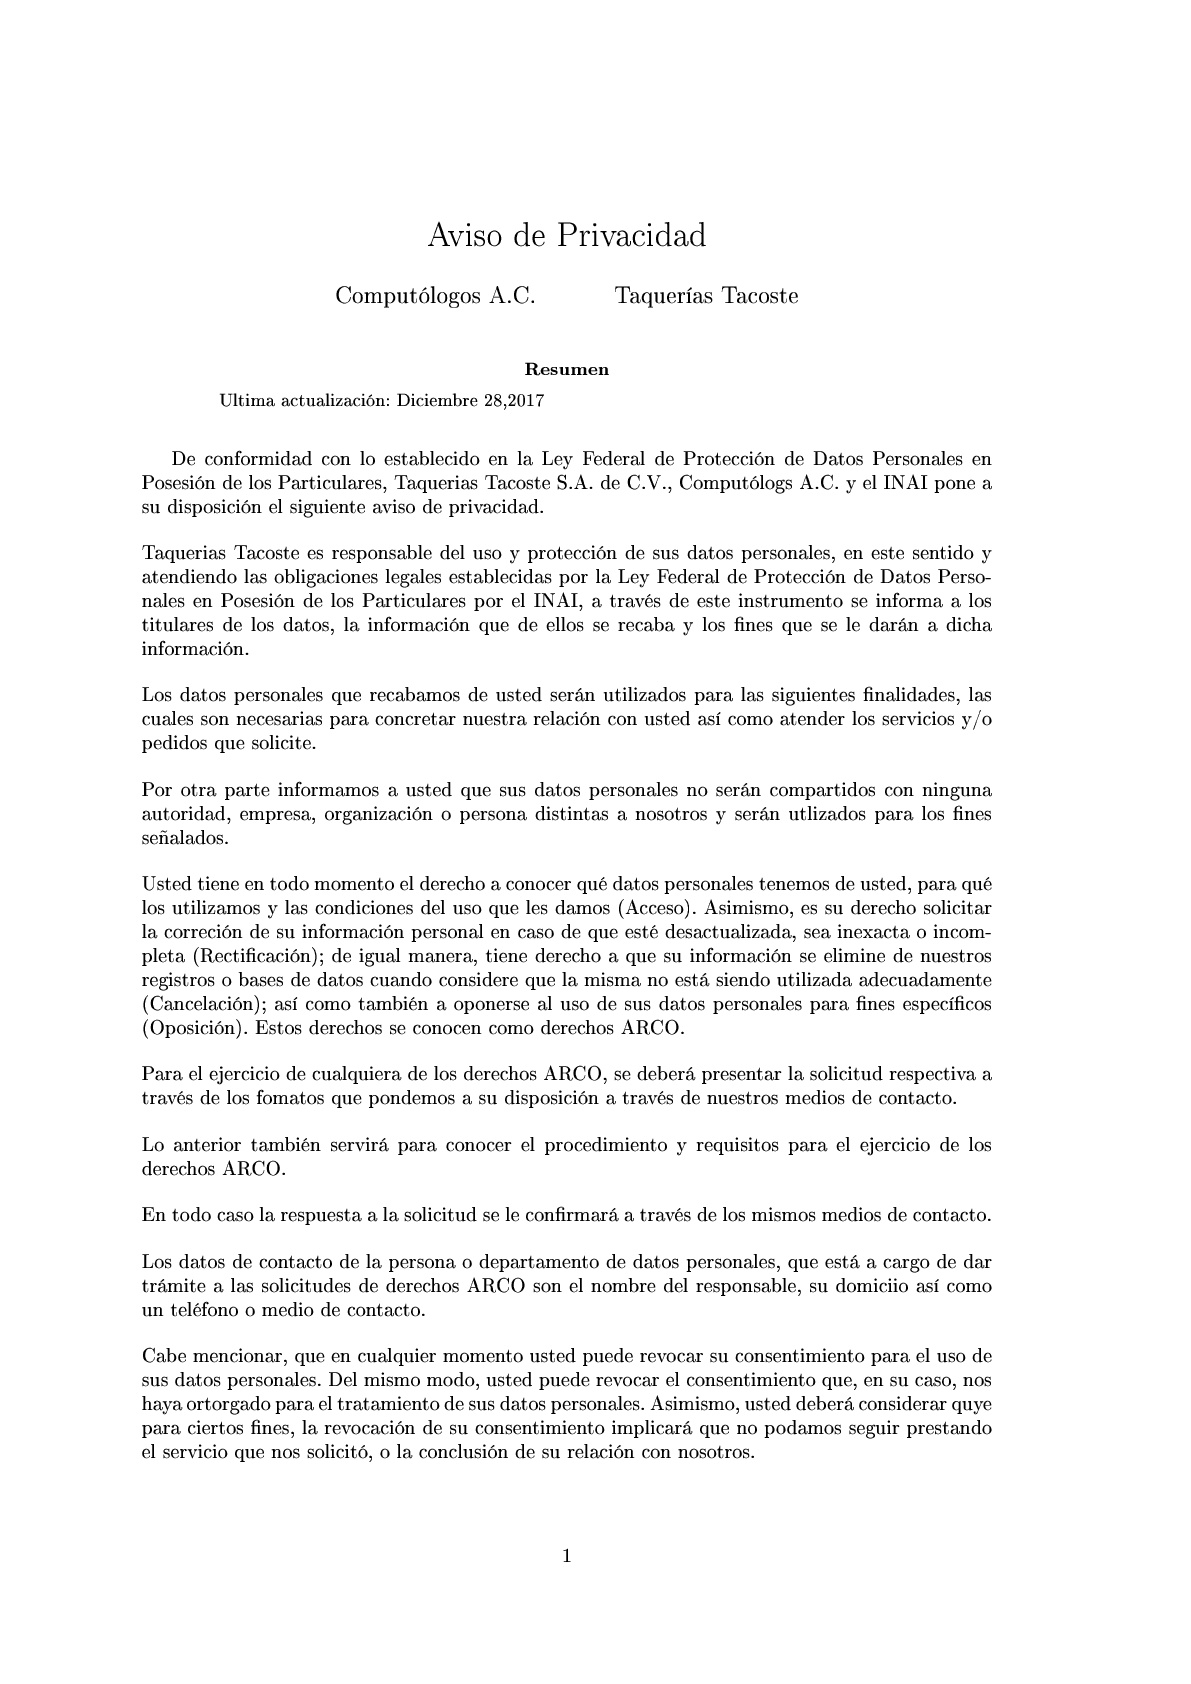 Aviso de Privacidad
Computólogos A.C. Taquerías Tacoste
Resumen
Ultima actualización: Diciembre 28,2017
De conformidad con lo establecido en la Ley Federal de Protección de Datos Personales en
Posesión de los Particulares, Taquerias Tacoste S.A. de C.V., Computólogs A.C. y el INAI pone a
su disposición el siguiente aviso de privacidad.
Taquerias Tacoste es responsable del uso y protección de sus datos personales, en este sentido y
atendiendo las obligaciones legales establecidas por la Ley Federal de Protección de Datos Perso-
nales en Posesión de los Particulares por el INAI, a través de este instrumento se informa a los
titulares de los datos, la información que de ellos se recaba y los fines que se le darán a dicha
información.
Los datos personales que recabamos de usted serán utilizados para las siguientes finalidades, las
cuales son necesarias para concretar nuestra relación con usted así como atender los servicios y/o
pedidos que solicite.
Por otra parte informamos a usted que sus datos personales no serán compartidos con ninguna
autoridad, empresa, organización o persona distintas a nosotros y serán utlizados para los fines
señalados.
Usted tiene en todo momento el derecho a conocer qué datos personales tenemos de usted, para qué
los utilizamos y las condiciones del uso que les damos (Acceso). Asimismo, es su derecho solicitar
la correción de su información personal en caso de que esté desactualizada, sea inexacta o incom-
pleta (Rectificación); de igual manera, tiene derecho a que su información se elimine de nuestros
registros o bases de datos cuando considere que la misma no está siendo utilizada adecuadamente
(Cancelación); así como también a oponerse al uso de sus datos personales para fines específicos
(Oposición). Estos derechos se conocen como derechos ARCO.
Para el ejercicio de cualquiera de los derechos ARCO, se deberá presentar la solicitud respectiva a
través de los fomatos que pondemos a su disposición a través de nuestros medios de contacto.
Lo anterior también servirá para conocer el procedimiento y requisitos para el ejercicio de los
derechos ARCO.
En todo caso la respuesta a la solicitud se le confirmará a través de los mismos medios de contacto.
Los datos de contacto de la persona o departamento de datos personales, que está a cargo de dar
trámite a las solicitudes de derechos ARCO son el nombre del responsable, su domiciio así como
un teléfono o medio de contacto.
Cabe mencionar, que en cualquier momento usted puede revocar su consentimiento para el uso de
sus datos personales. Del mismo modo, usted puede revocar el consentimiento que, en su caso, nos
haya ortorgado para el tratamiento de sus datos personales. Asimismo, usted deberá considerar quye
para ciertos fines, la revocación de su consentimiento implicará que no podamos seguir prestando
el servicio que nos solicitó, o la conclusión de su relación con nosotros.
1